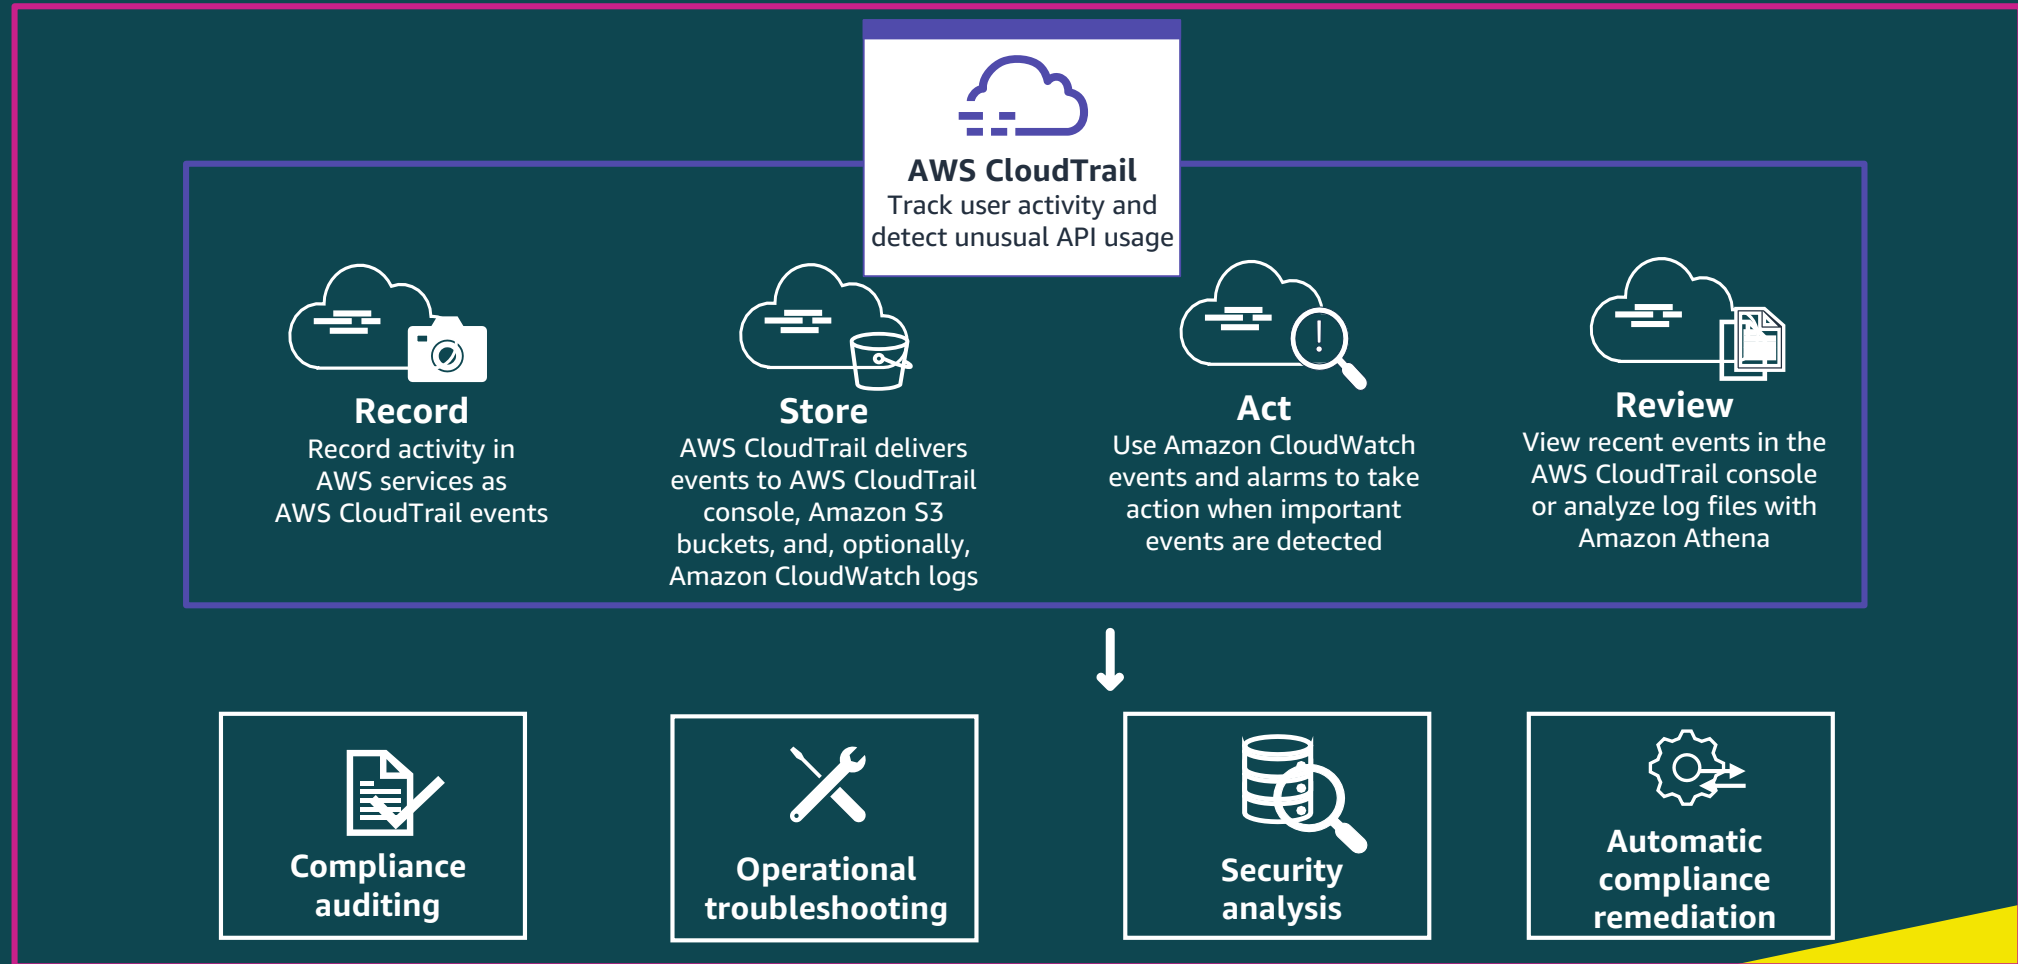 AWS CloudTrail
Track user activity and
detect unusual API usage
Record
Record activity in
AWS services as
AWS CloudTrail events
Store
AWS CloudTrail delivers
events to AWS CloudTrail
console, Amazon S3
buckets, and, optionally,
Amazon CloudWatch logs
Act
Use Amazon CloudWatch
events and alarms to take
action when important
events are detected
Review
View recent events in the
AWS CloudTrail console
or analyze log files with
Amazon Athena
Compliance
auditing
Operational
troubleshooting
Security
analysis
Automatic
compliance
remediation